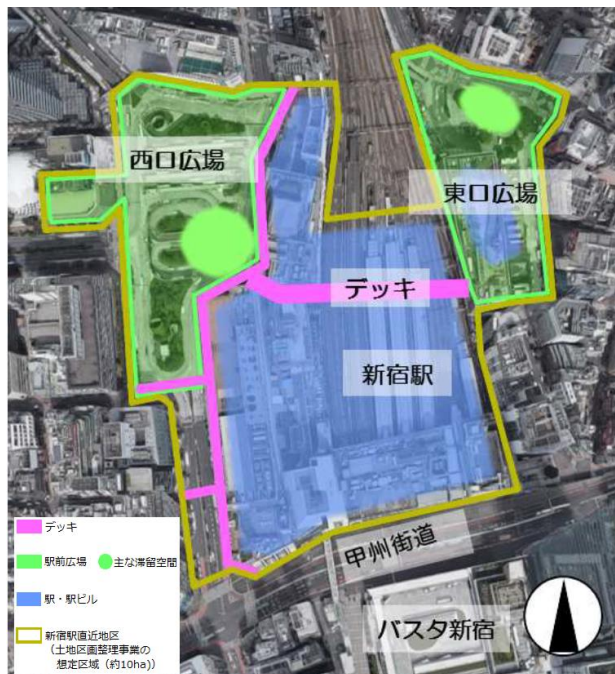 西口広場
東口広場
デッキ
新宿駅
甲州街道
バスタ新宿
デッキ
駅前広場
主な滞留空間
駅・駅ビル
新宿駅直近地区
（土地区画整理事業の
想定区域（約10ha））